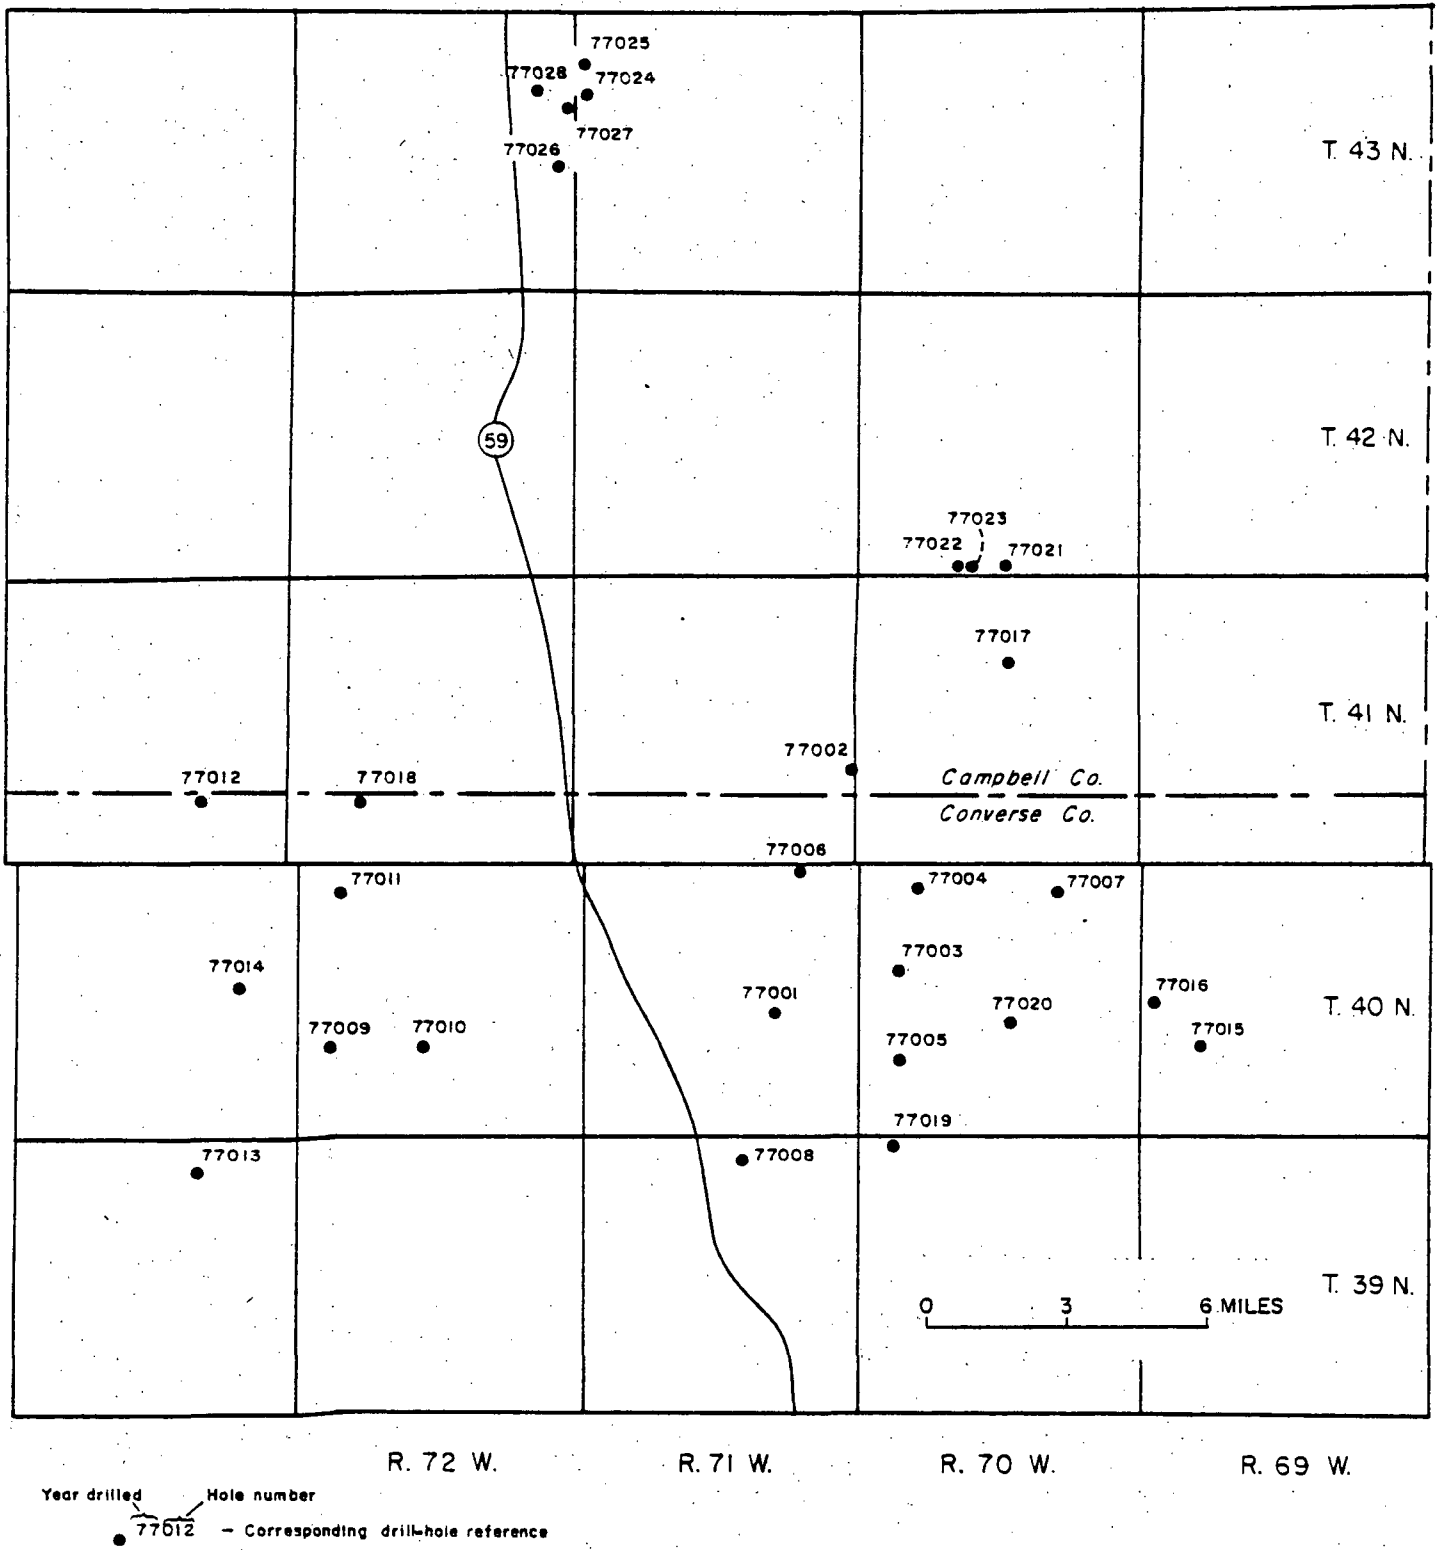 77025
77028
77024
77027
77026
T. 43 N.
59
T. 42 N.
77023
77022
77021
77017
T. 41 N.
77002
77012
77018
Campbell Co.
Converse Co.
77006
77011
77004
77007
77014
77003
77001
77020
77016
T. 40 N.
77009
77010
77005
77015
77019
77013
77008
T. 39 N.
0 3 6 MILES
R. 72 W. R. 71 W. R. 70 W. R. 69 W.
Year drilled Hole number
77012 – Corresponding drill-hole reference